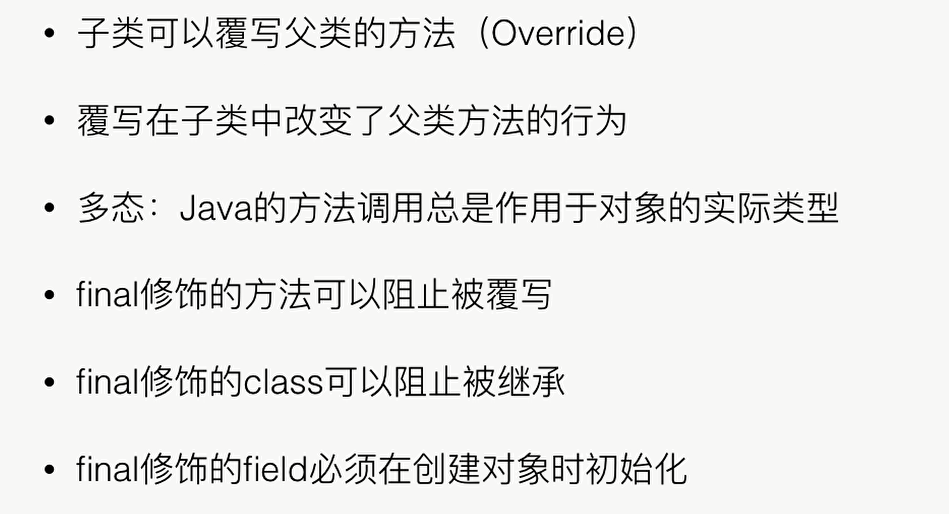 • 子类可以覆写父类的方法（Override）
• 覆写在子类中改变了父类方法的行为
• 多态：Java的方法调用总是作用于对象的实际类型
• final修饰的方法可以阻止被覆写
• final修饰的class可以阻止被继承
• final修饰的field必须在创建对象时初始化